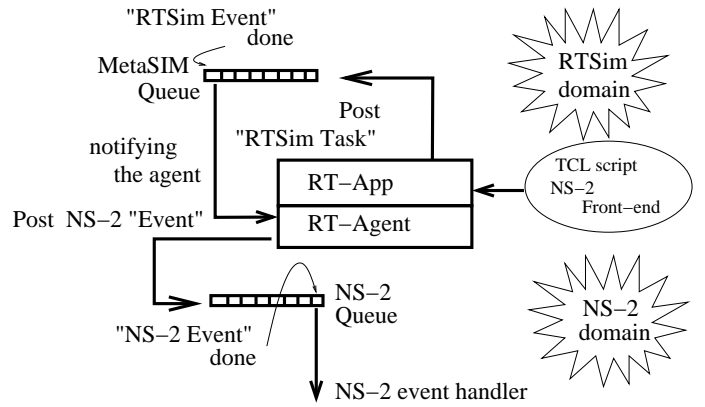 "RTSim Event"
done
MetaSIM
Queue
RTSim
domain
Post
"RTSim Task"
notifying
the agent
RT−App
RT−Agent
TCL script
NS−2
Front−end
Post NS−2 "Event"
NS−2
Queue
"NS−2 Event"
done
NS−2
domain
NS−2 event handler